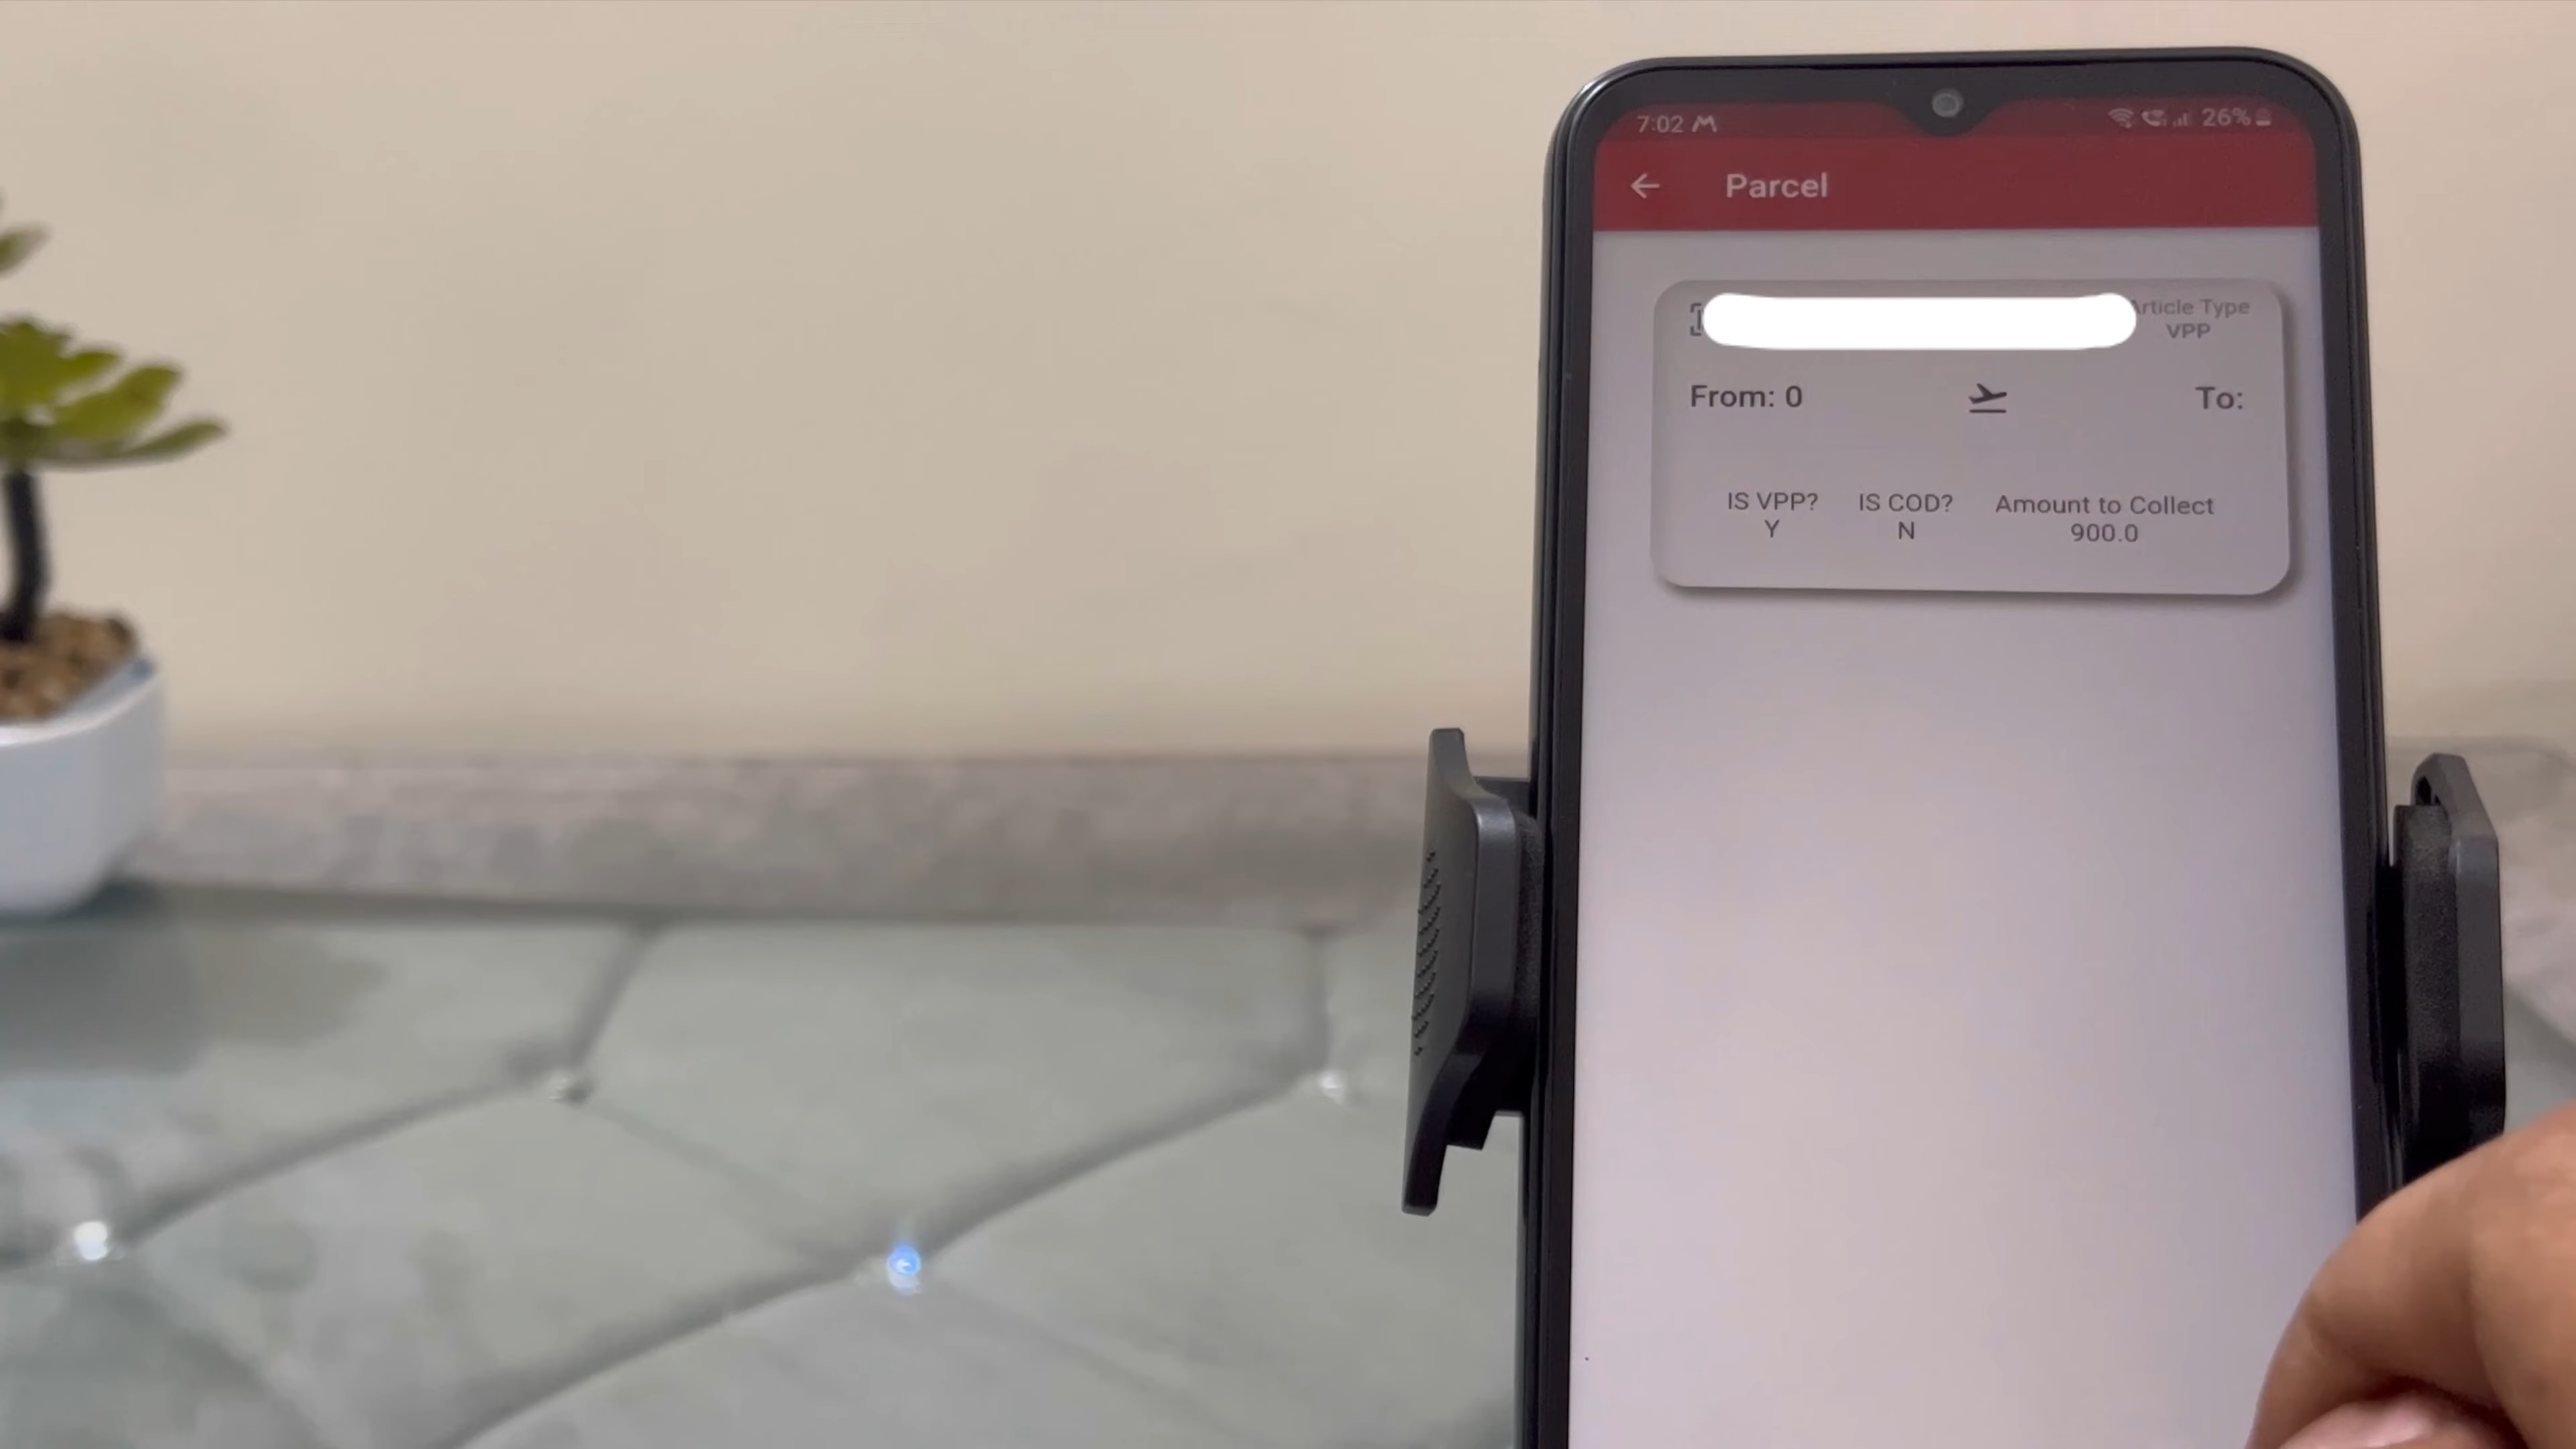 7:02 M 26%
Parcel
Article Type
VPP
From: 0 To:
IS VPP? IS COD? Amount to Collect
Y N 900.0